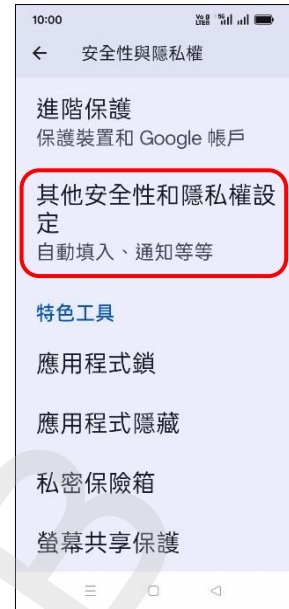 10:00
Vo LTE 5G
← 安全性與隱私權
進階保護
保護裝置和 Google 帳戶
其他安全性和隱私權設
定
自動填入、通知等等
特色工具
應用程式鎖
應用程式隱藏
私密保險箱
螢幕共享保護